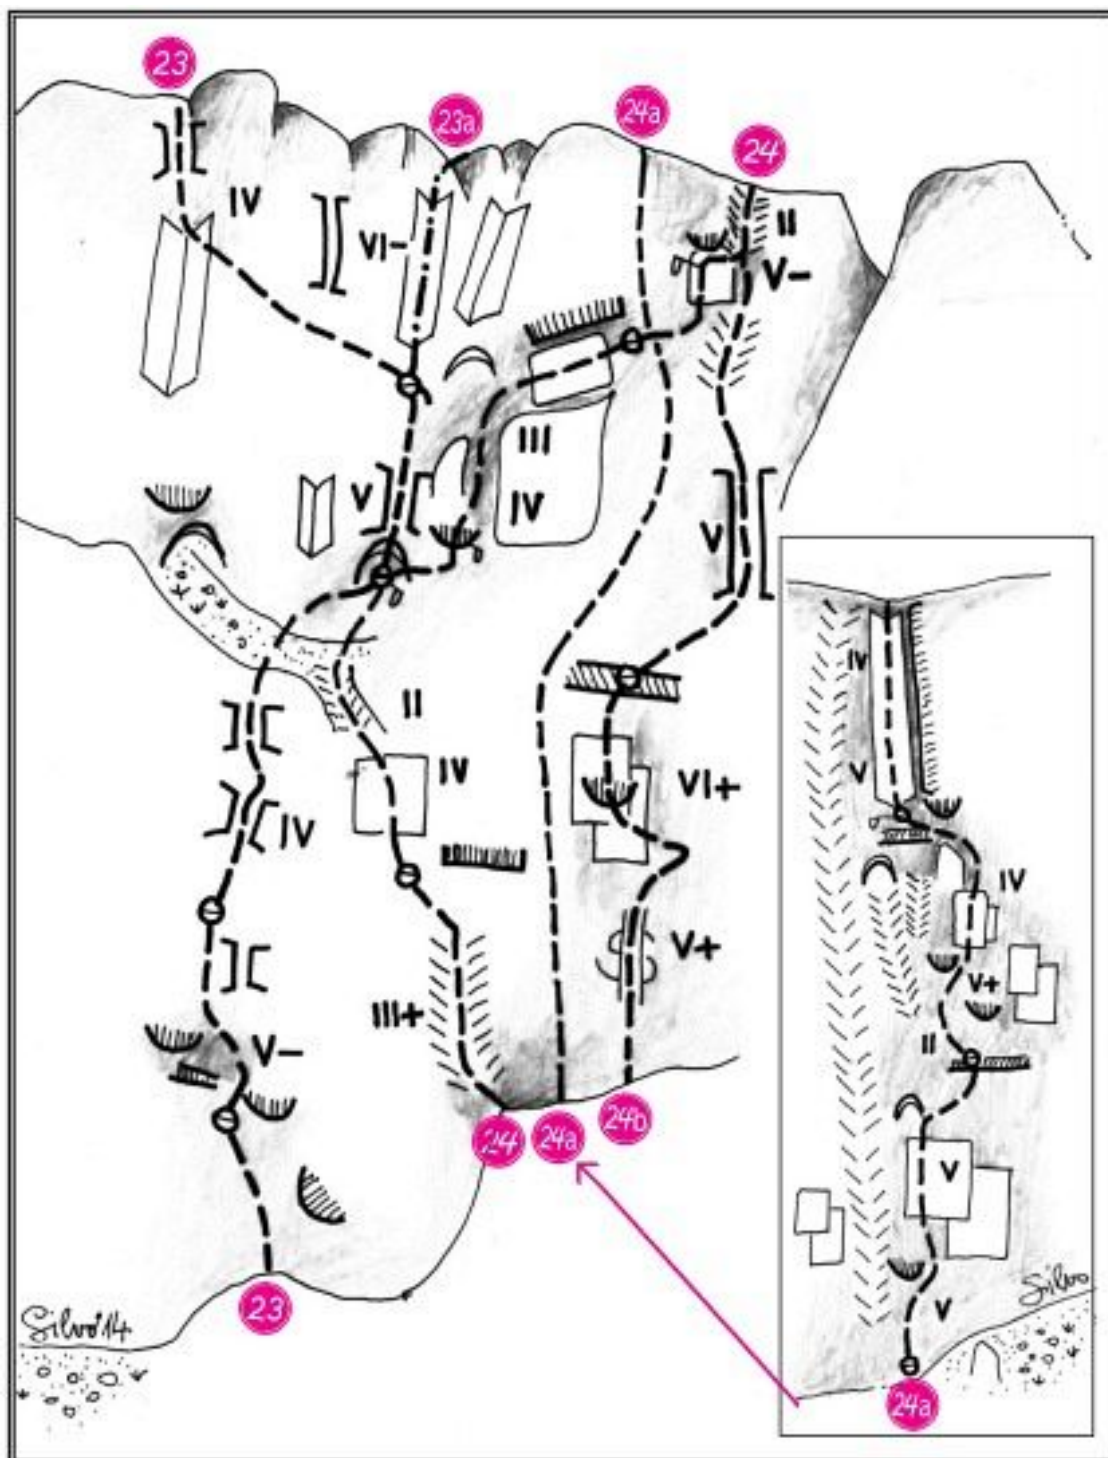 23
23a
24a
24
IV
II
VI-
V-
III
V
IV
V
II
IV
VI+
IV
V+
V-
III+
24
24a
24b
23
Silvo'14
IV
V
IV
V+
II
V
V
Silvo
24a